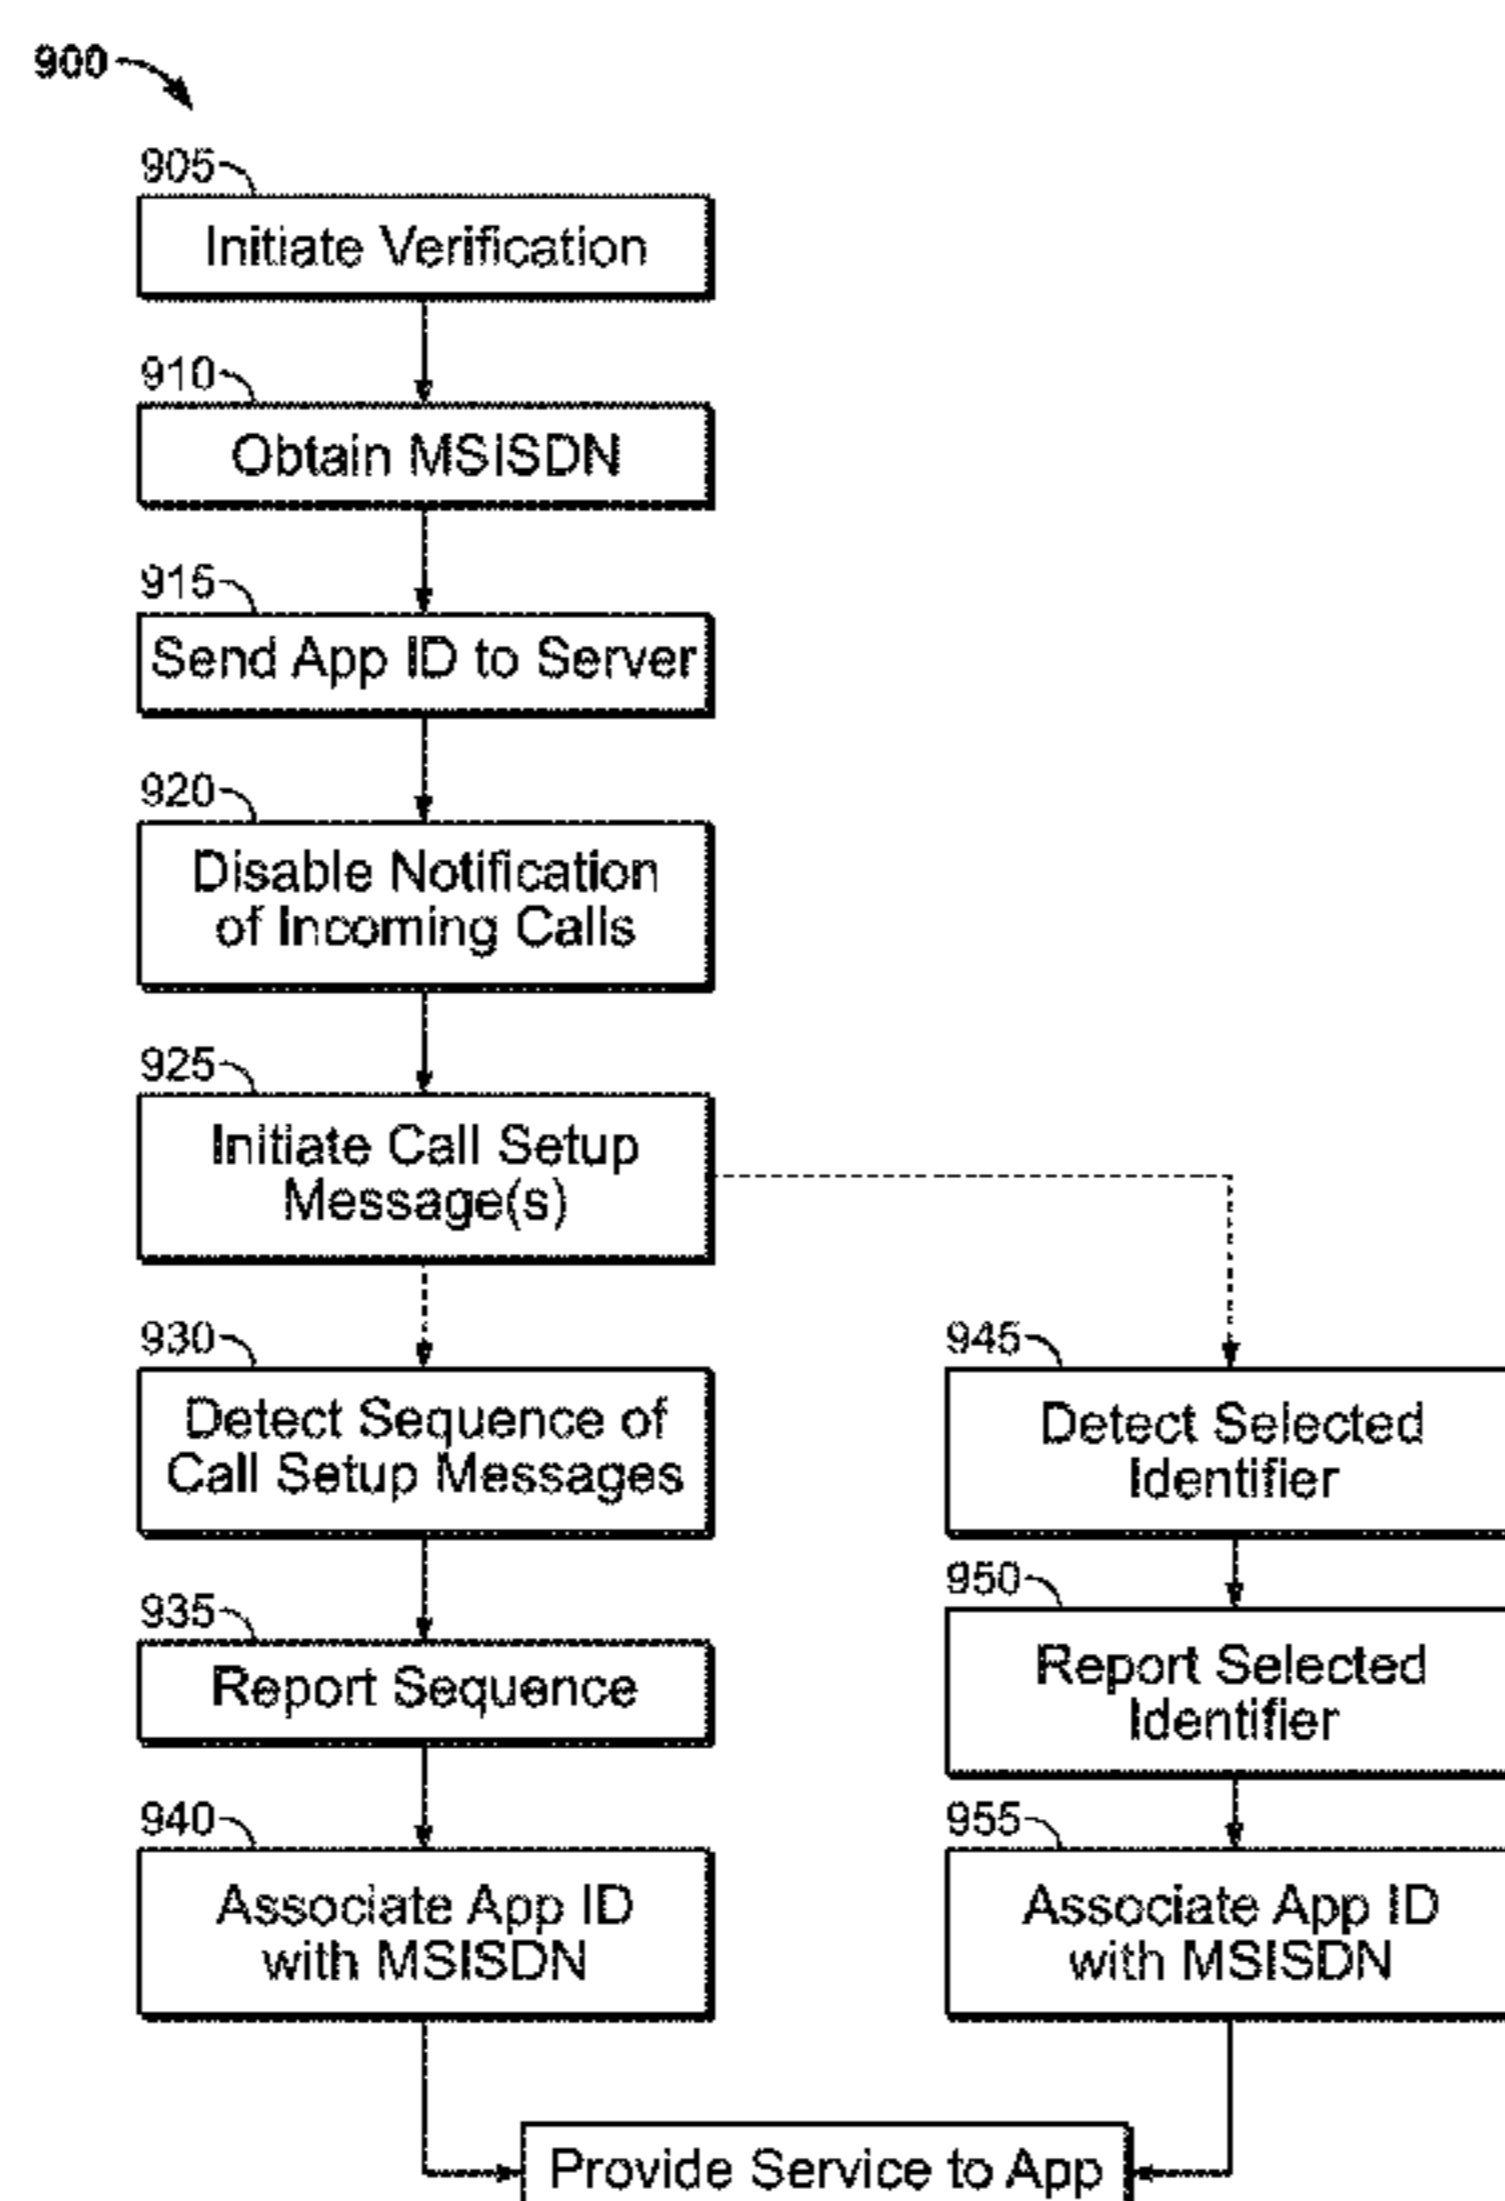 900
905
Initiate Verification
910
Obtain MSISDN
915
Send App ID to Server
920
Disable Notification
of Incoming Calls
925
Initiate Call Setup
Message(s)
930
Detect Sequence of
Call Setup Messages
935
Report Sequence
940
Associate App ID
with MSISDN
945
Detect Selected
Identifier
950
Report Selected
Identifier
955
Associate App ID
with MSISDN
Provide Service to App